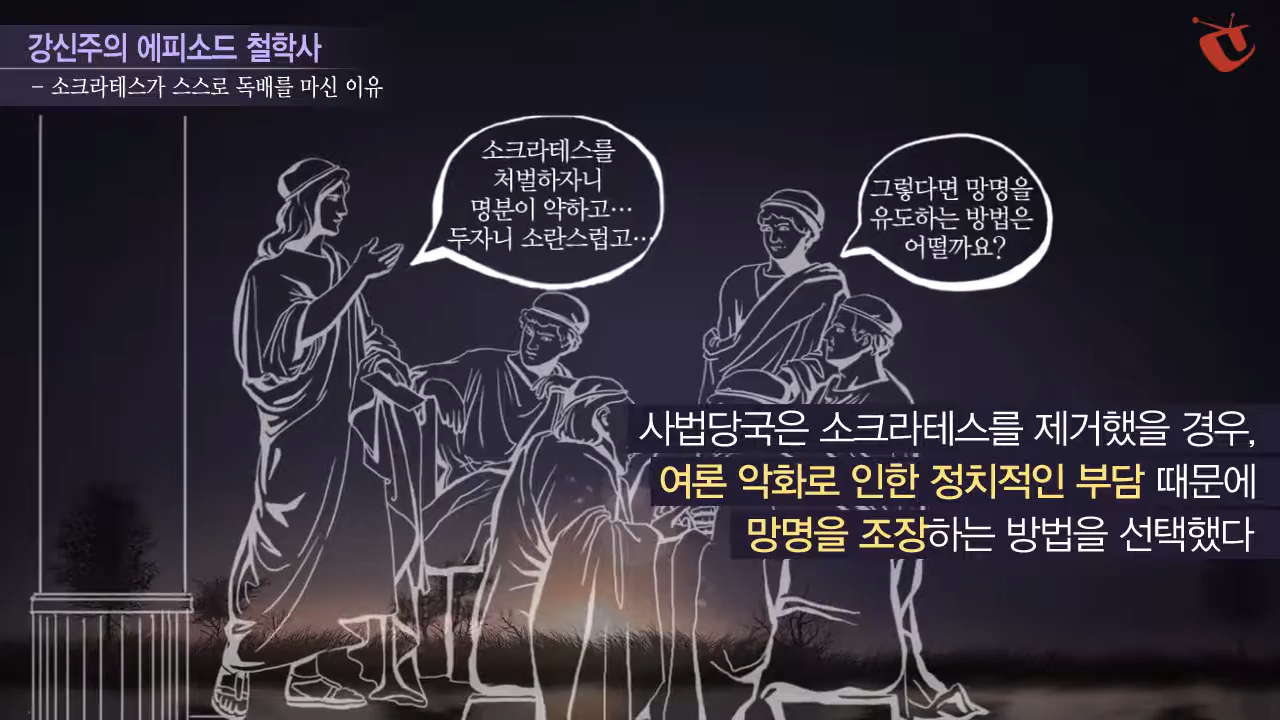 강신주의 에피소드 철학사
- 소크라테스가 스스로 독배를 마신 이유
소크라테스를
처벌하자니
명분이 약하고…
두자니 소란스럽고…
그렇다면 망명을
유도하는 방법은
어떨까요?
사법당국은 소크라테스를 제거했을 경우,
여론 악화로 인한 정치적인 부담 때문에
망명을 조장하는 방법을 선택했다